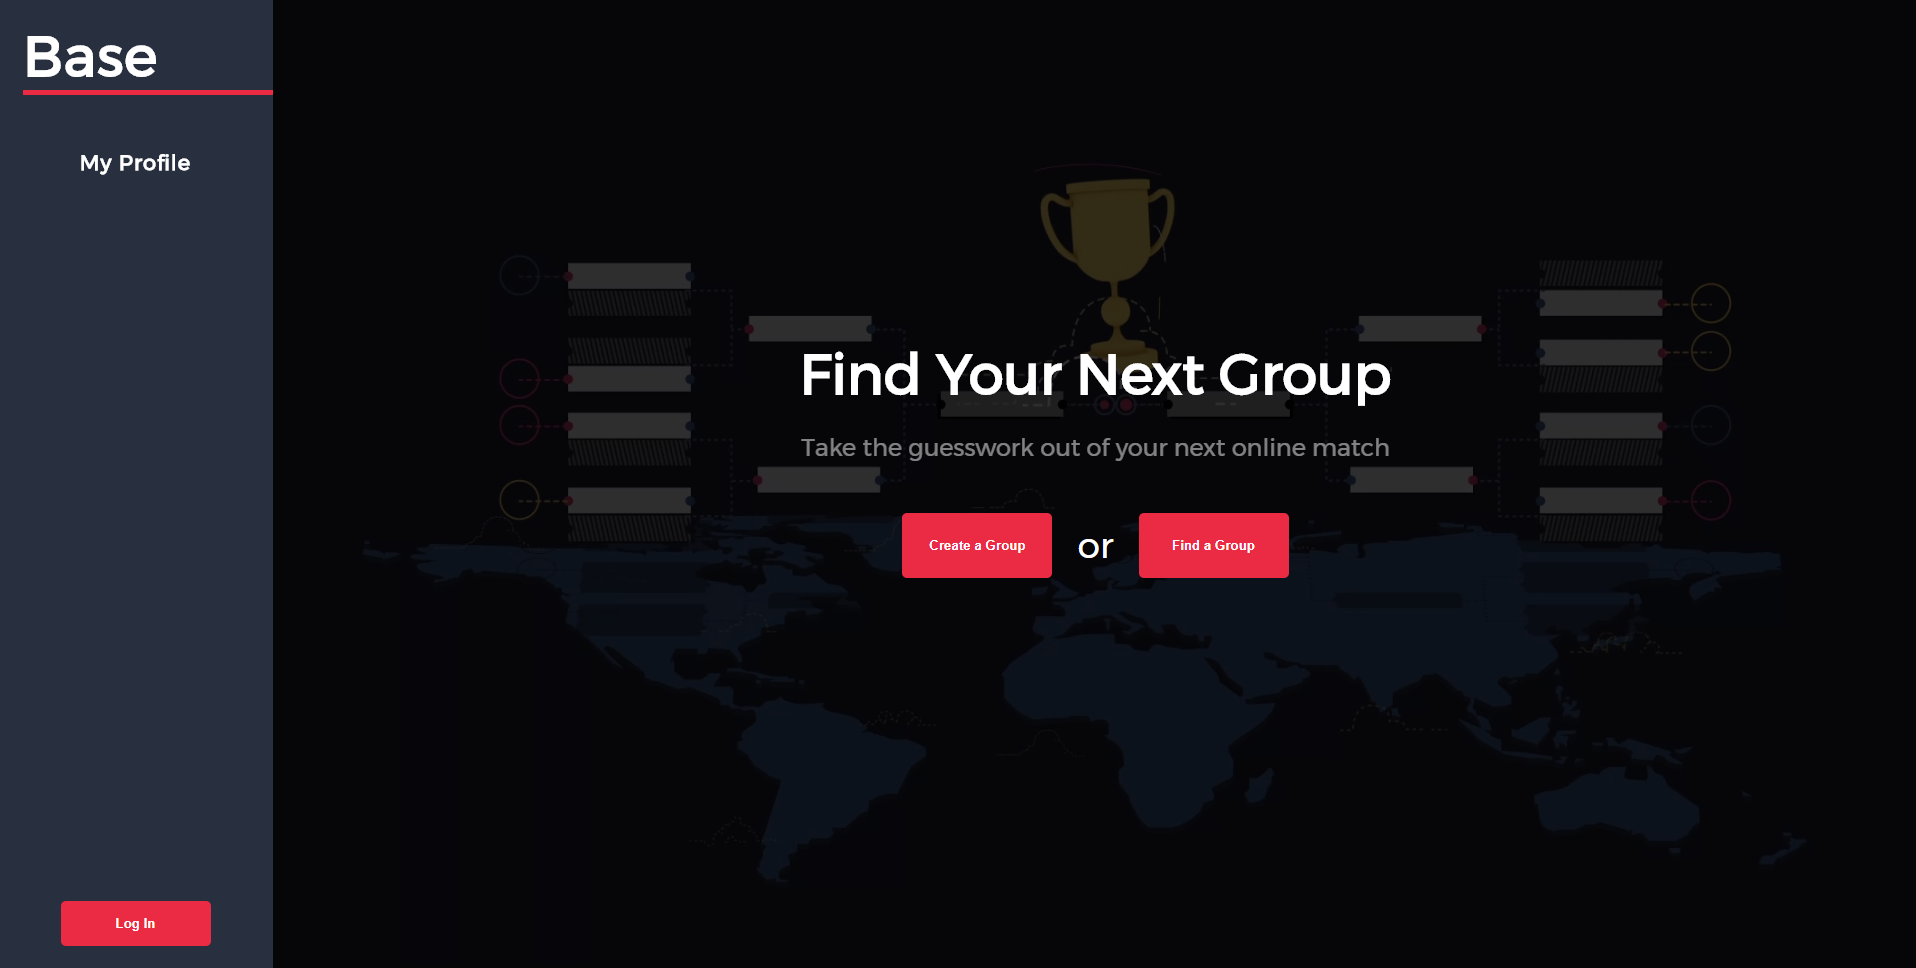 Base
My Profile
Find Your Next Group
Take the guesswork out of your next online match
Create a Group
or
Find a Group
Log In